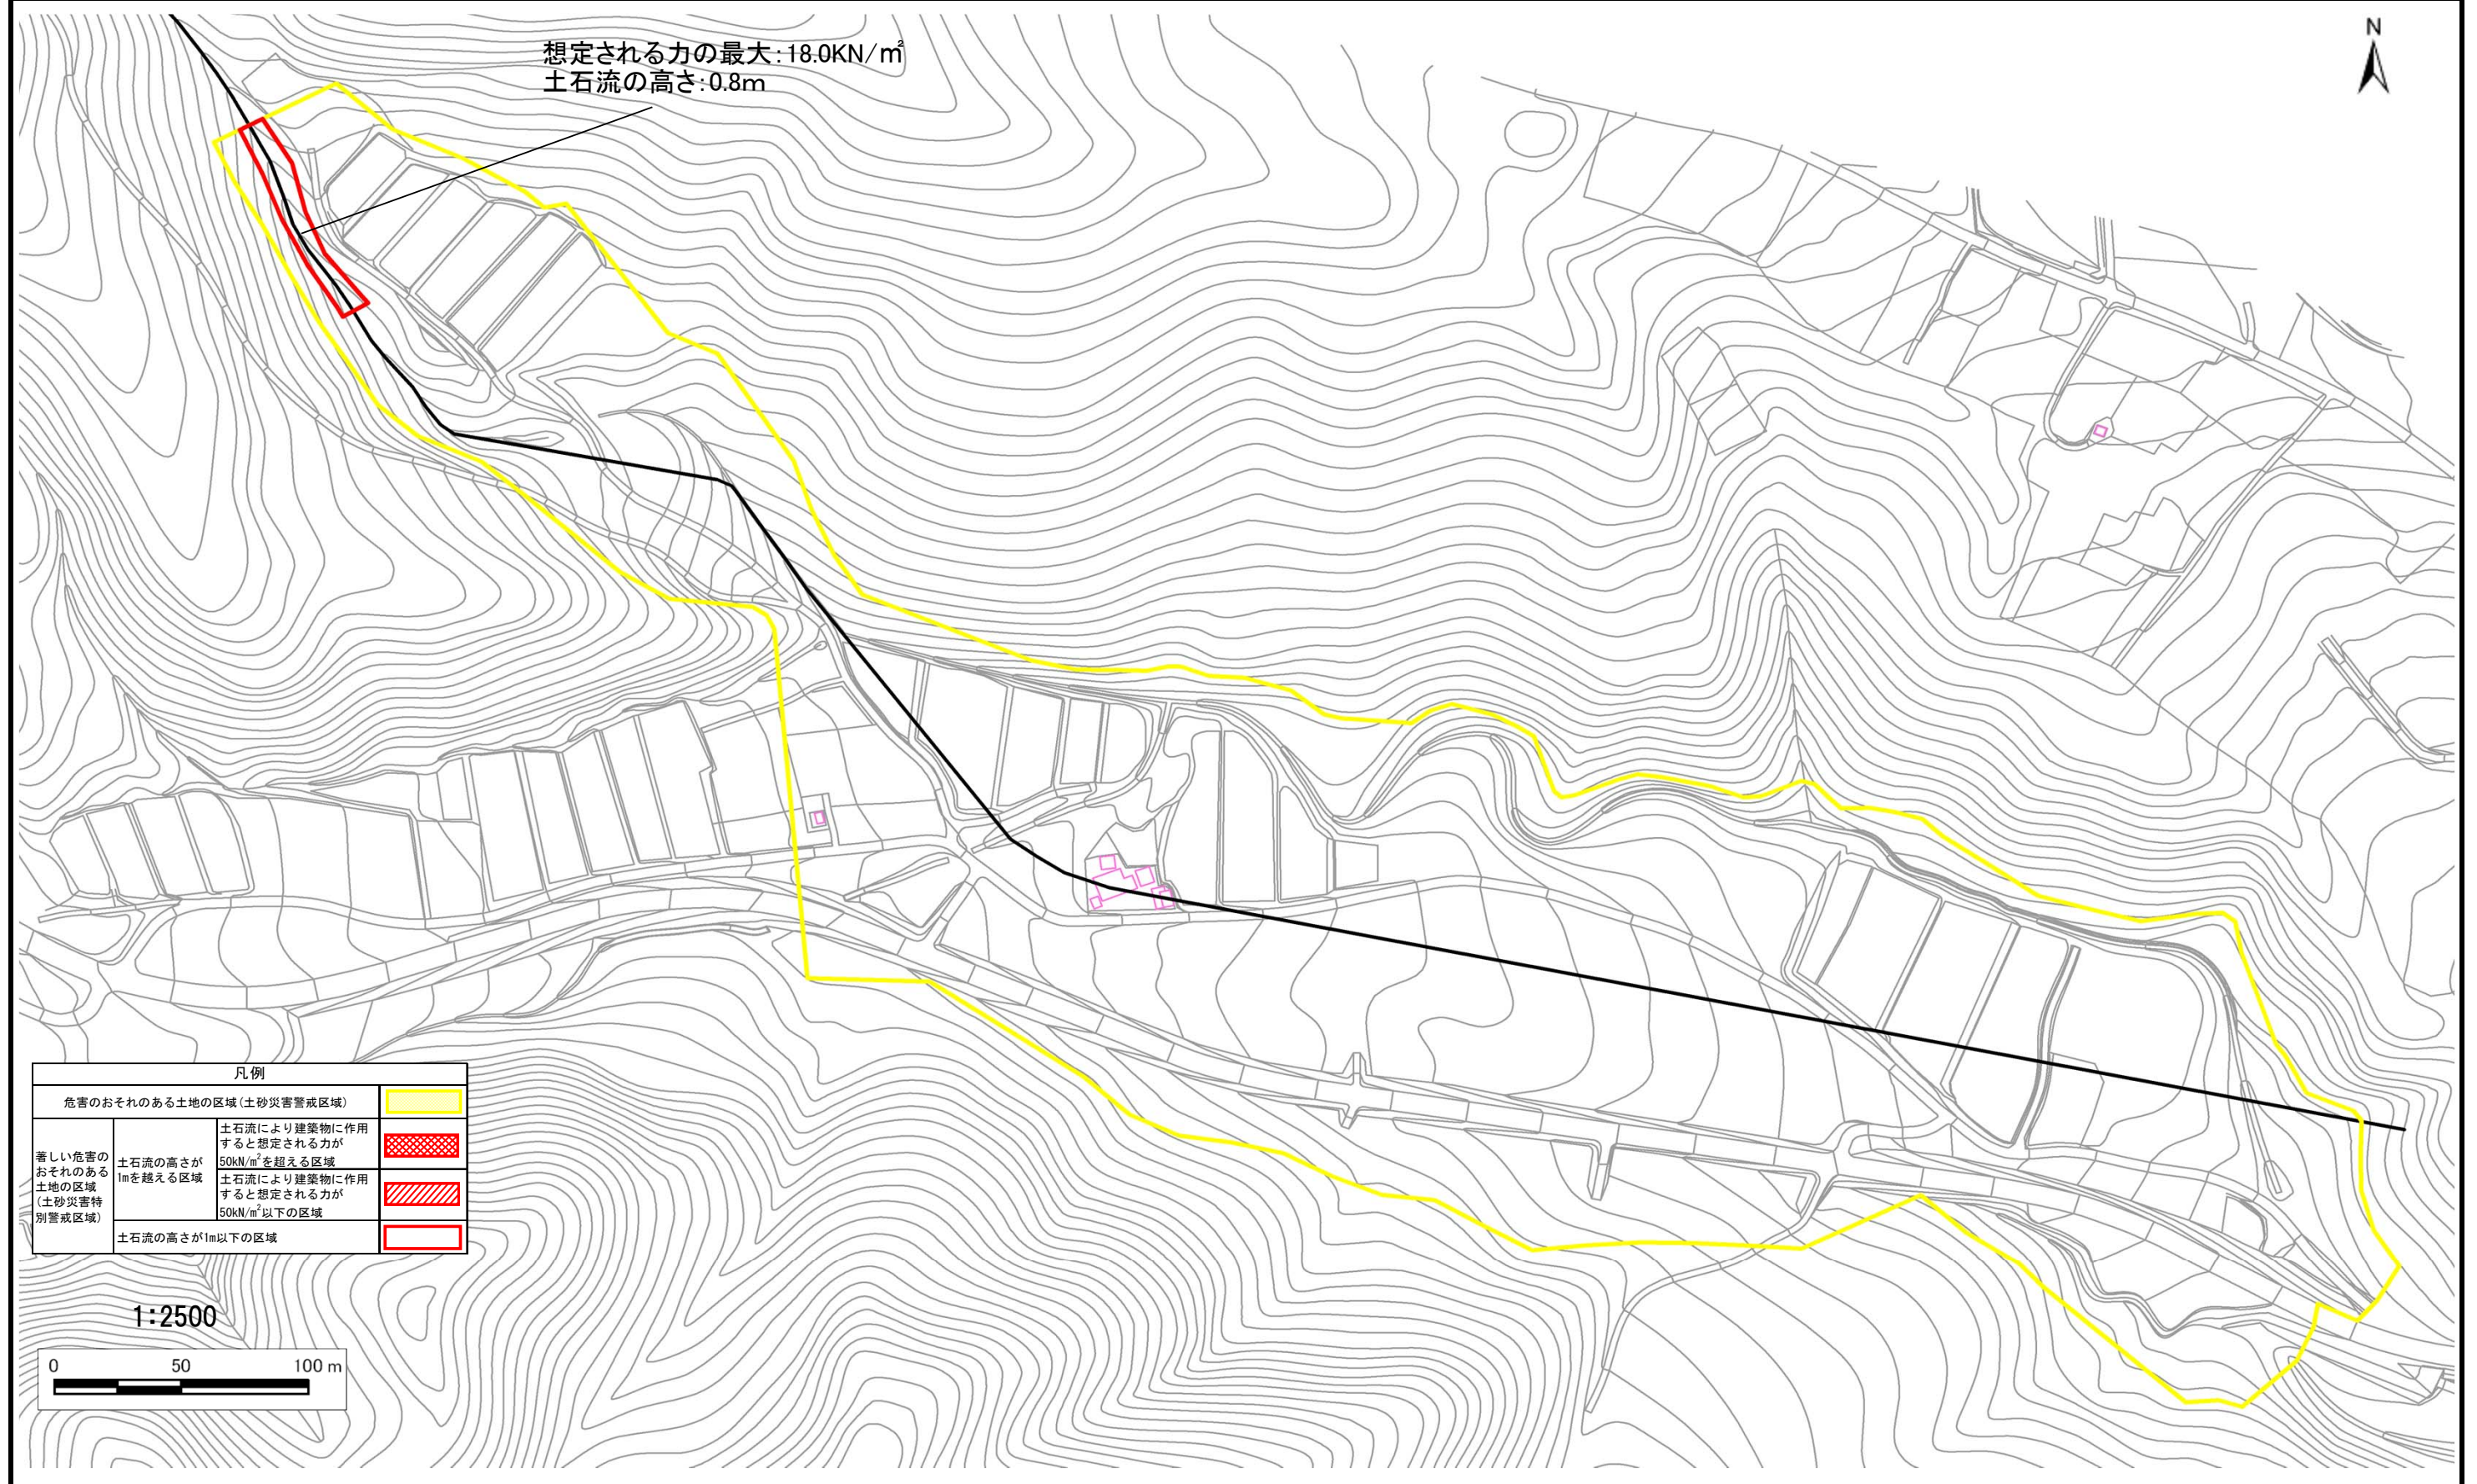 想定される力の最大:18.0KN/㎡
土石流の高さ:0.8m
N
凡例
危害のおそれのある土地の区域(土砂災害警戒区域)
著しい危害の
おそれのある
土地の区域
(土砂災害特
別警戒区域)
土石流の高さが
1mを越える区域
土石流により建築物に作用
すると想定される力が
50kN/m²を超える区域
土石流により建築物に作用
すると想定される力が
50kN/m²以下の区域
土石流の高さが1m以下の区域
1:2500
0 50 100 m